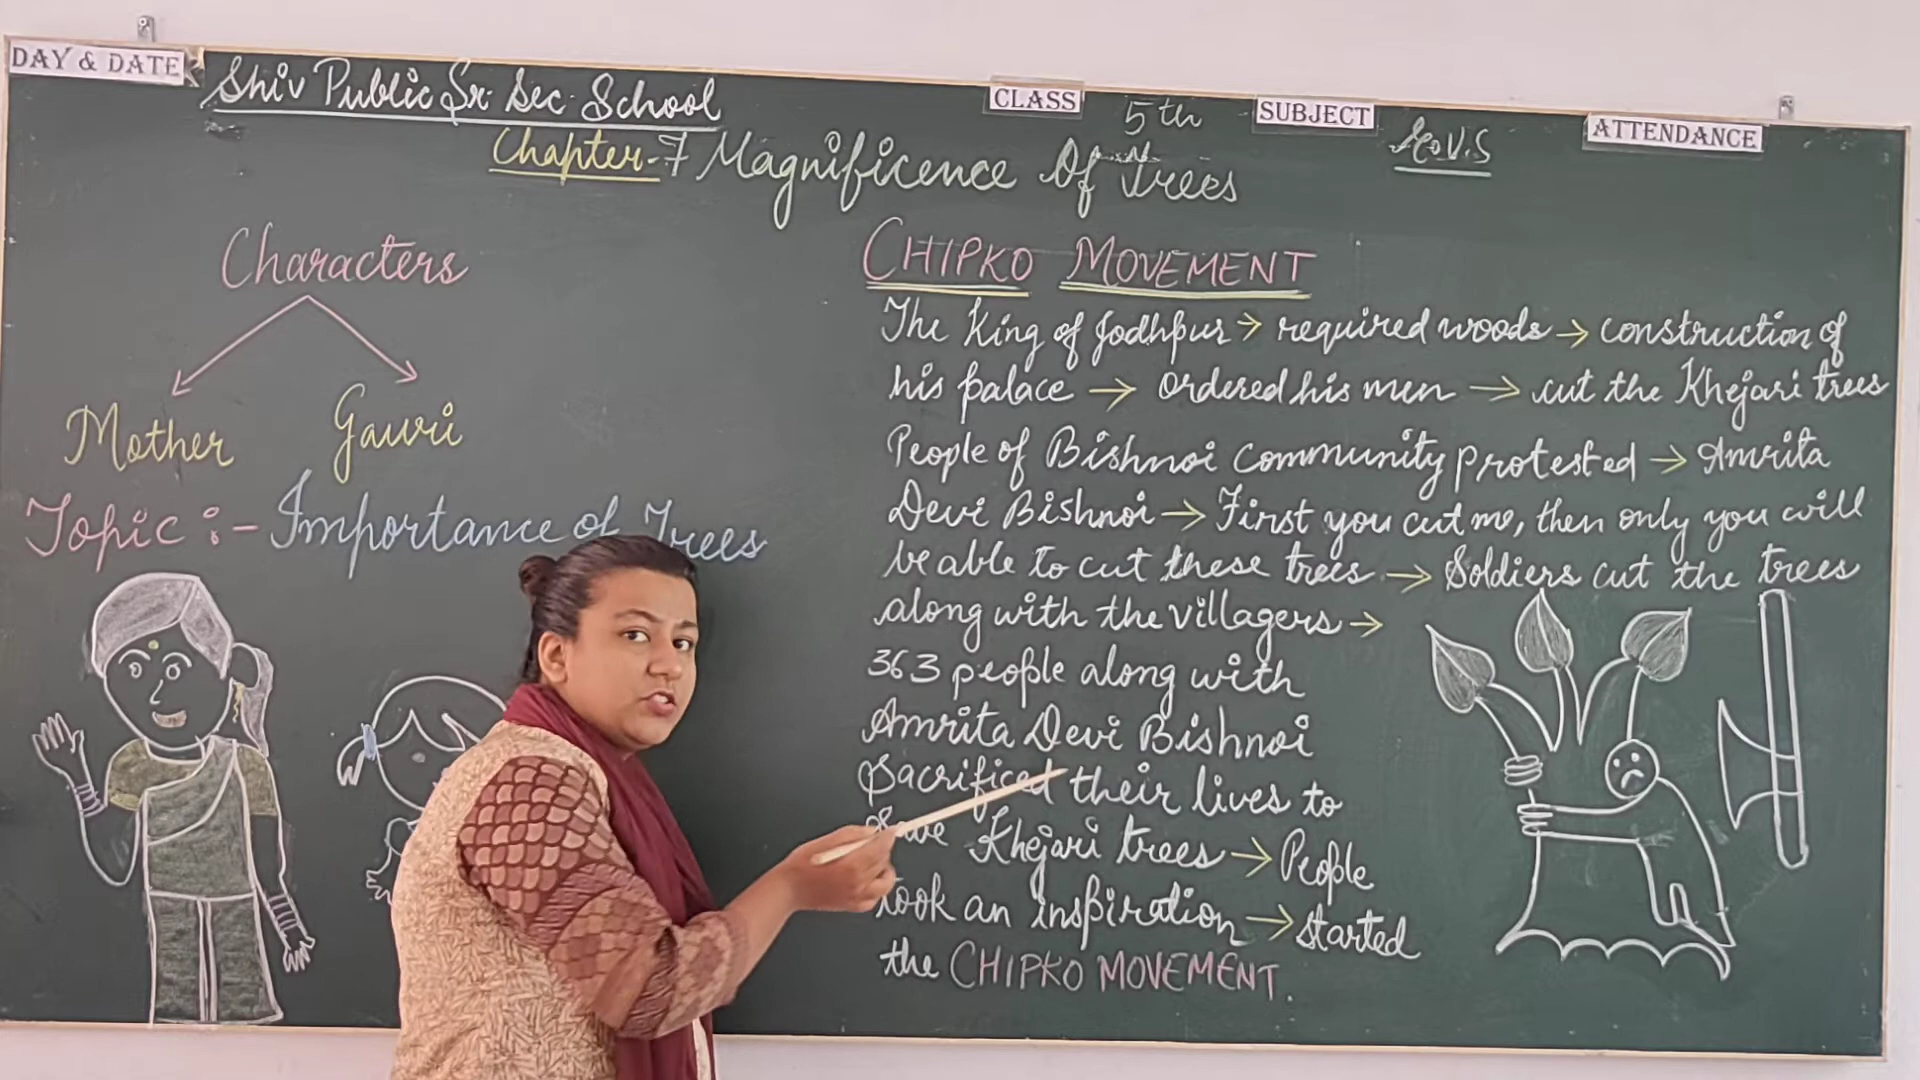 DAY & DATE
Shiv Public Sr. Sec. School
CLASS
5th
SUBJECT
M.V.S
ATTENDANCE
Chapter-7 Magnificence Of Trees
Characters
Mother Gauri
Topic :- Importance of Trees
CHIPKO MOVEMENT
The King of Jodhpur → required woods → construction of
his palace → ordered his men → cut the Khejari trees
People of Bishnoi community protested → Amrita
Devi Bishnoi → First you cut me, then only you will
be able to cut these trees → Soldiers cut the trees
along with the villagers →
363 people along with
Amrita Devi Bishnoi
Sacrificed their lives to
Save Khejari trees → People
took an inspiration → started
the CHIPKO MOVEMENT.